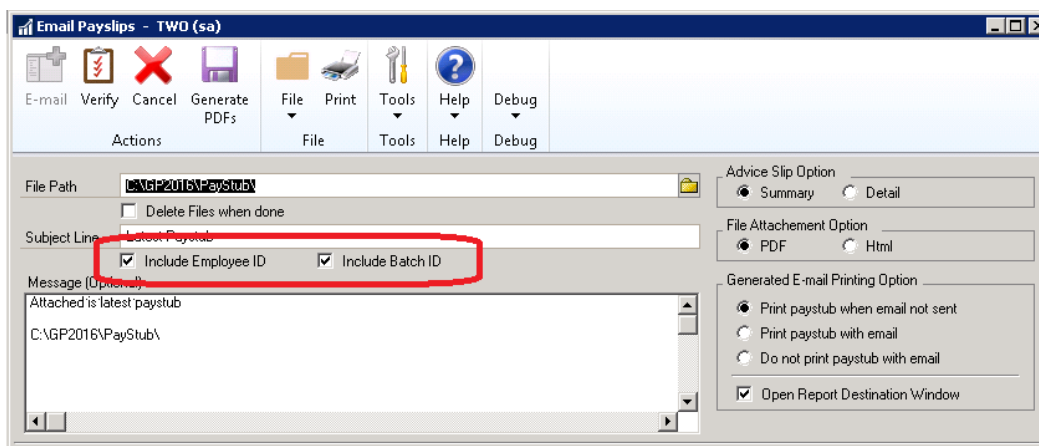 Email Payslips - TWO (sa)
E-mail Verify Cancel Generate PDFs File Print Tools Help Debug
Actions File Tools Help Debug
File Path C:\GP2016\PayStub\
Delete Files when done
Subject Line Latest Paystub
Include Employee ID Include Batch ID
Message (Optional)
Attached is latest paystub
C:\GP2016\PayStub\
Advice Slip Option
Summary Detail
File Attachement Option
PDF Html
Generated E-mail Printing Option
Print paystub when email not sent
Print paystub with email
Do not print paystub with email
Open Report Destination Window